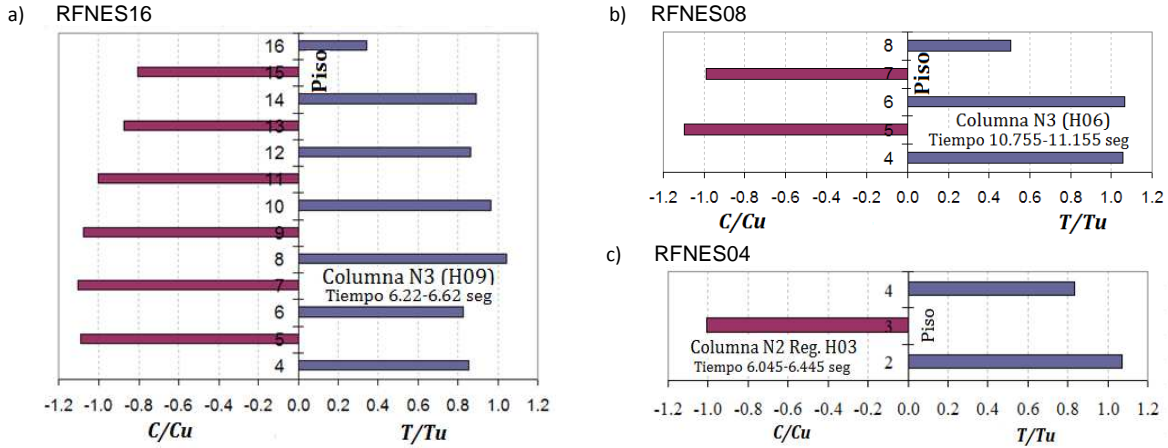 a) RFNES16
16
15
14
13
12
11
10
9
8
7
6
5
4
Piso
Columna N3 (H09)
Tiempo 6.22-6.62 seg
-1.2 -1.0 -0.8 -0.6 -0.4 -0.2 0.0 0.2 0.4 0.6 0.8 1.0 1.2
C/Cu T/Tu
b) RFNES08
8
7
6
5
4
Piso
Columna N3 (H06)
Tiempo 10.755-11.155 seg
-1.2 -1.0 -0.8 -0.6 -0.4 -0.2 0.0 0.2 0.4 0.6 0.8 1.0 1.2
C/Cu T/Tu
c) RFNES04
4
3
2
Piso
Columna N2 Reg. H03
Tiempo 6.045-6.445 seg
-1.2 -1.0 -0.8 -0.6 -0.4 -0.2 0.0 0.2 0.4 0.6 0.8 1.0 1.2
C/Cu T/Tu